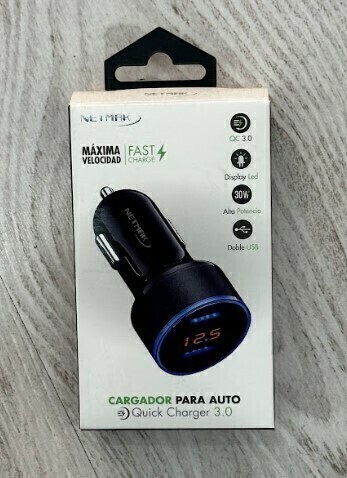 NETMAK
MÁXIMA
VELOCIDAD
FAST
CHARGE
QC 3.0
Display Led
30W
Alta Potencia
Doble USB
NETMAK
12.5
CARGADOR PARA AUTO
Quick Charger 3.0